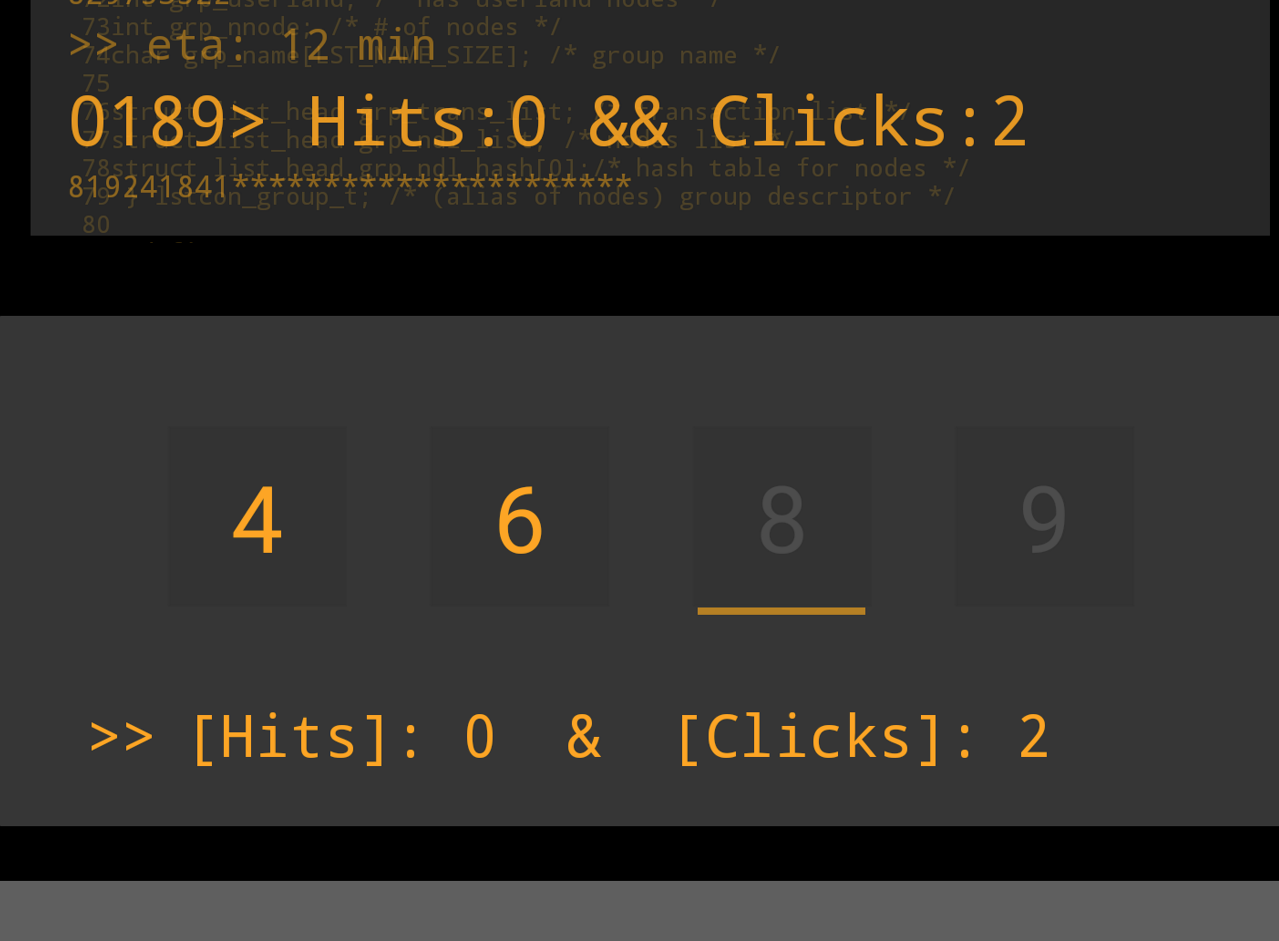 73int grp_nnode; /* # of nodes */
>> eta: 12 min
74char grp_name[LST_NAME_SIZE]; /* group name */
75
0189> Hits:0 && Clicks:2
78struct list_head grp_ndl_hash[0];/* hash table for nodes */
819241841**********************
79 } lstcon_group_t; /* (alias of nodes) group descriptor */
80
4 6 8 9
>> [Hits]: 0 & [Clicks]: 2